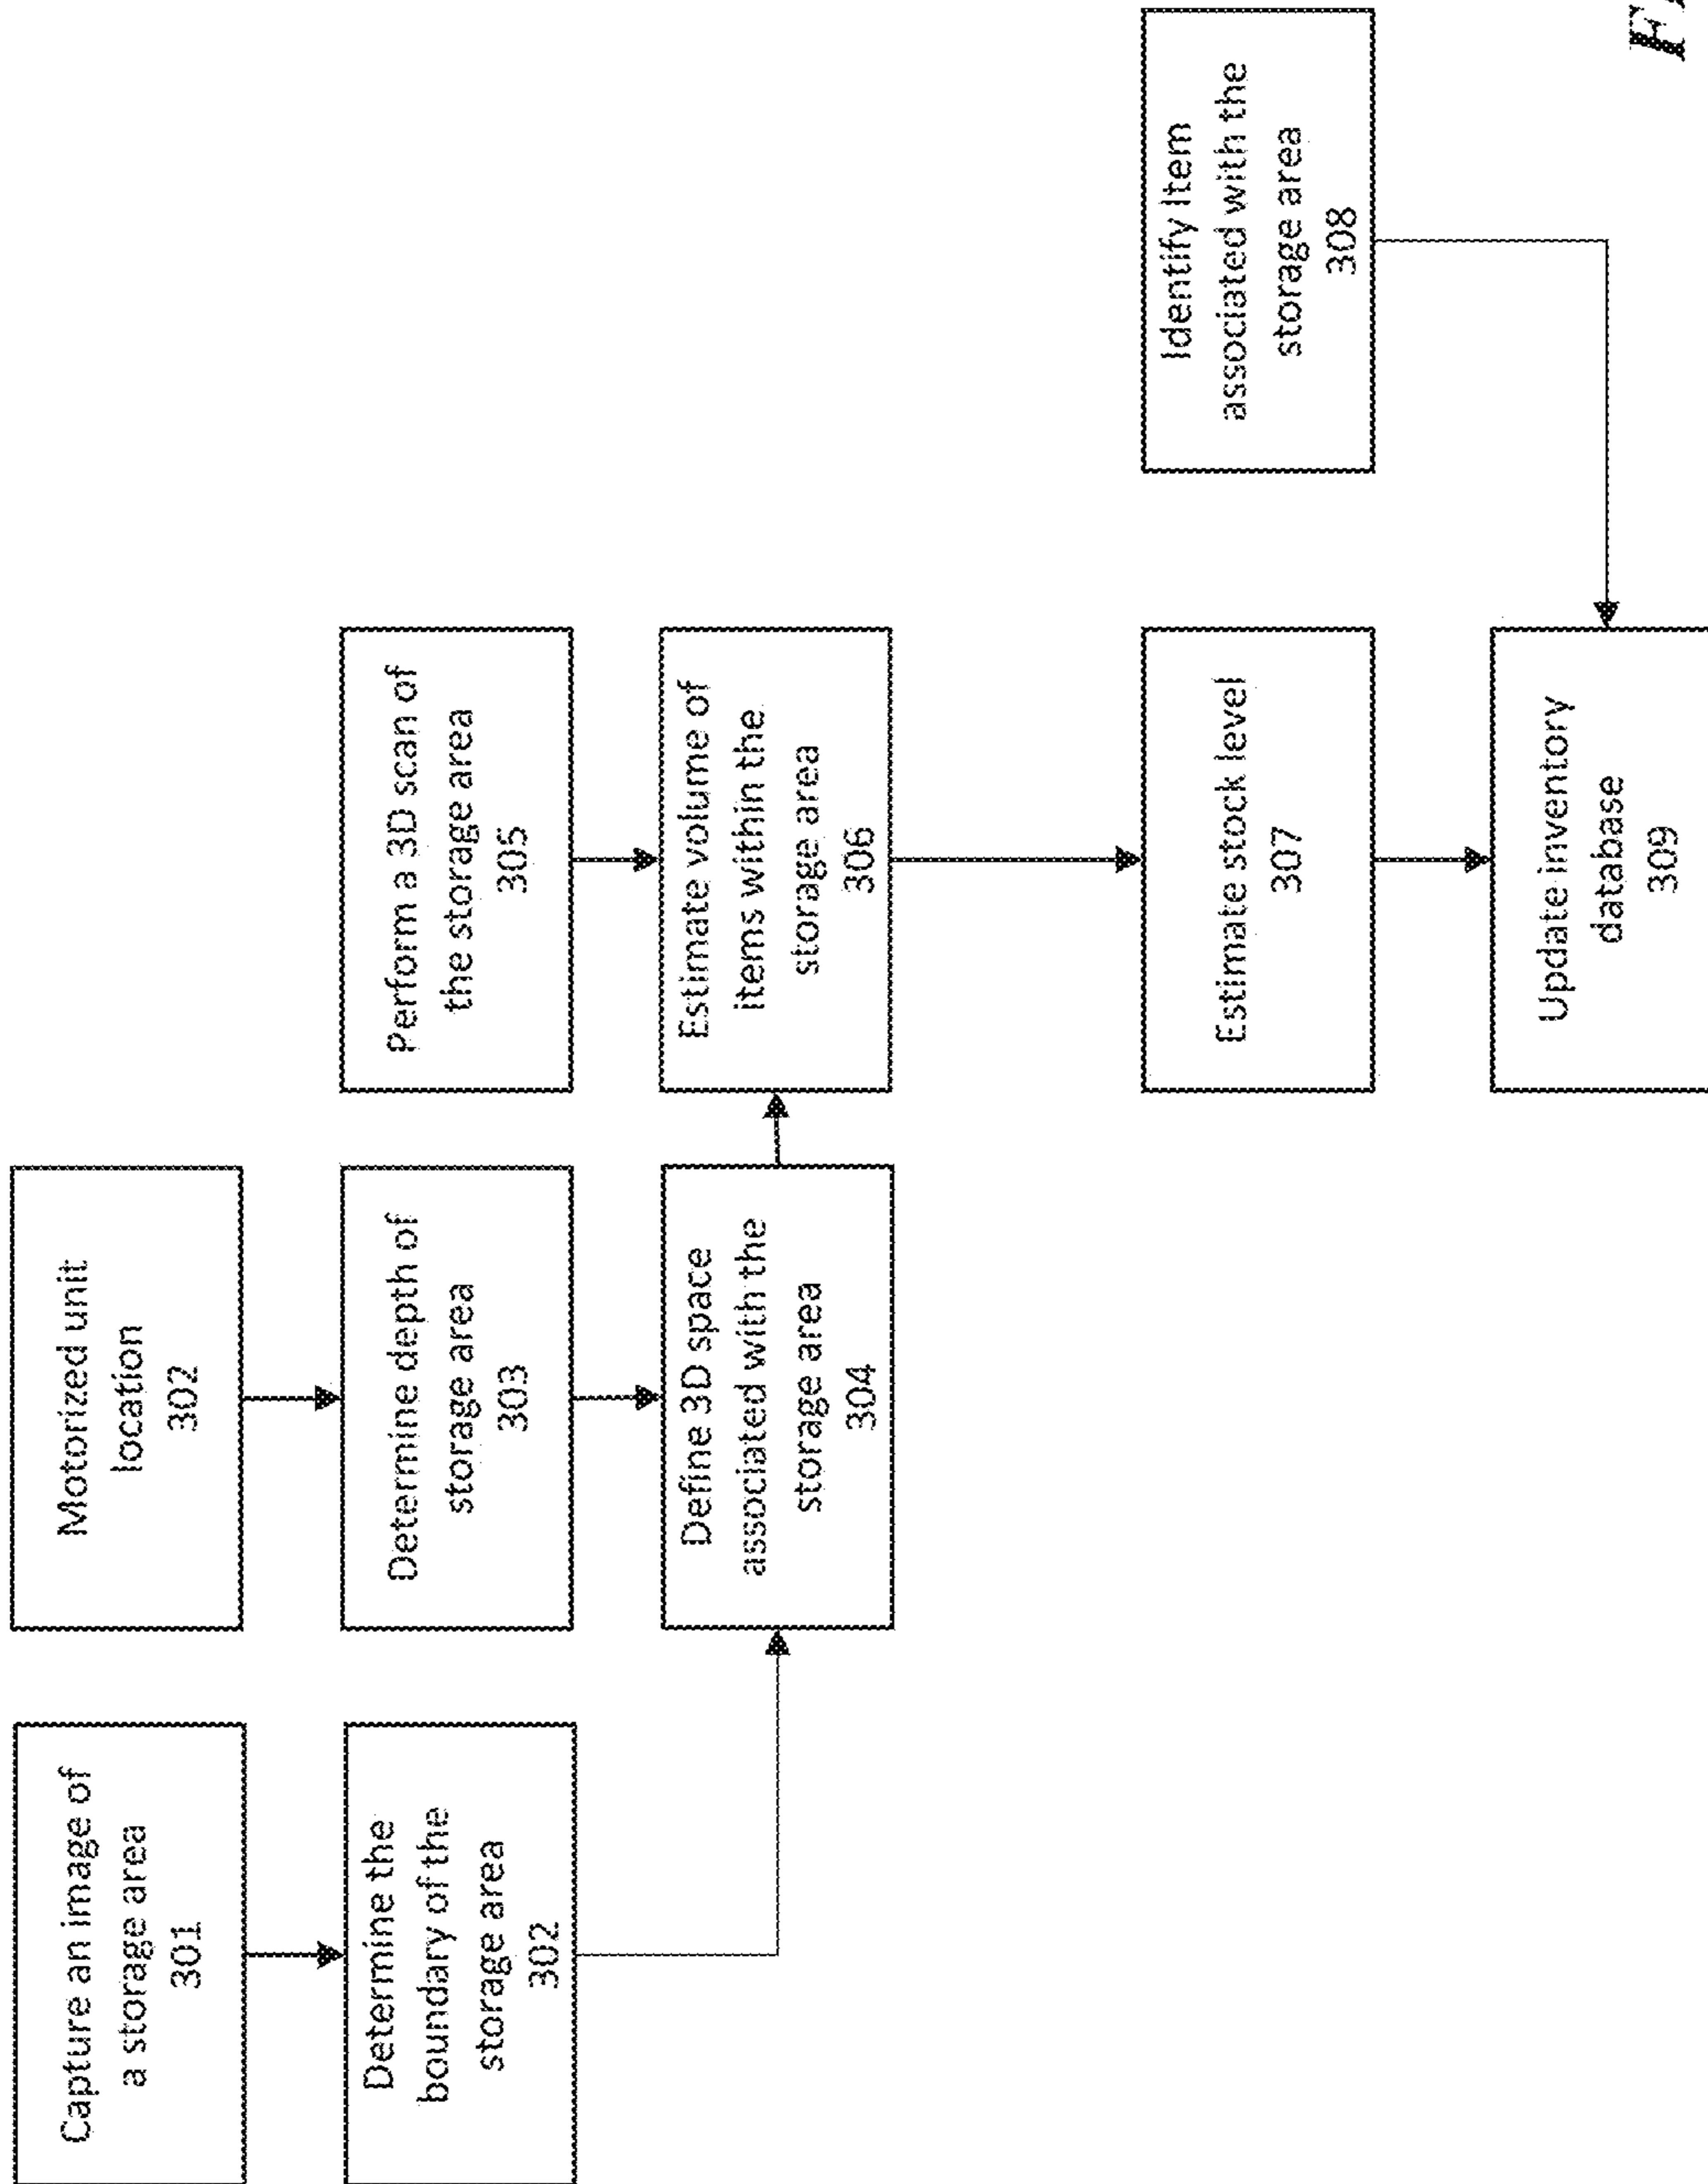 Capture an image of
a storage area
301
Determine the
boundary of the
storage area
302
Motorized unit
location
302
Determine depth of
storage area
303
Define 3D space
associated with the
storage area
304
Perform a 3D scan of
the storage area
305
Estimate volume of
items within the
storage area
306
Estimate stock level
307
Identify Item
associated with the
storage area
308
Update inventory
database
309